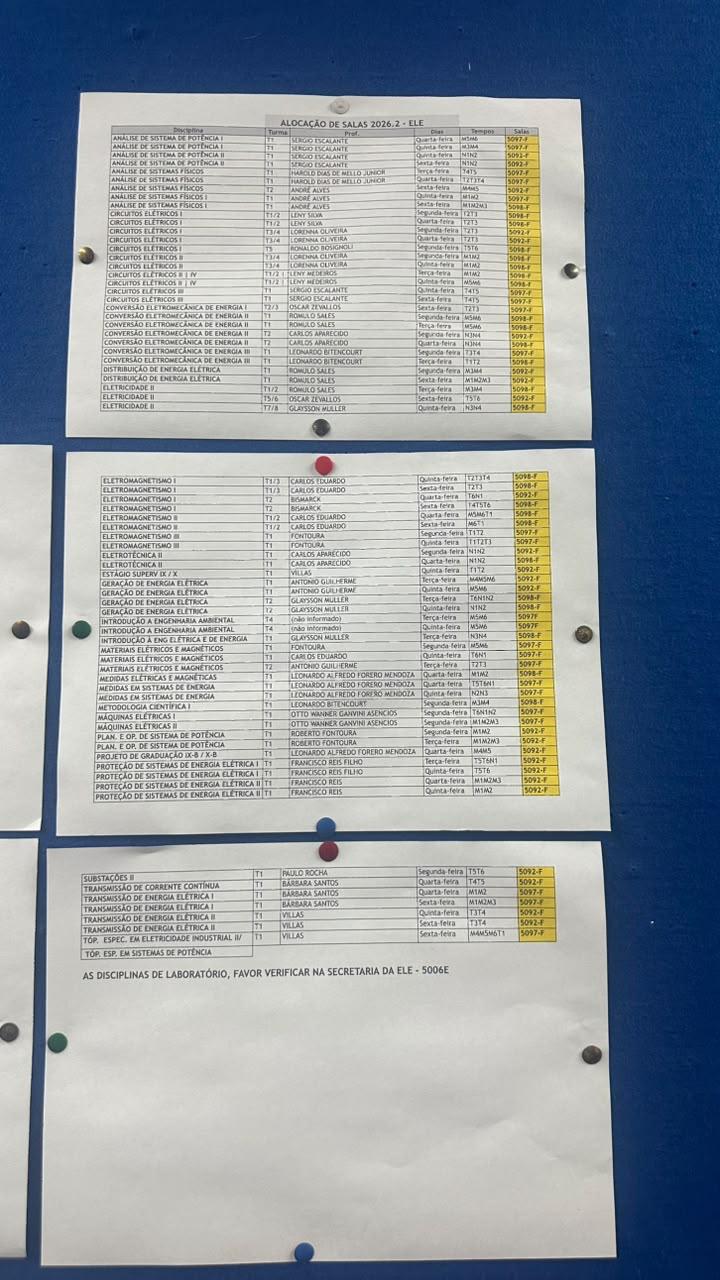 ALOCAÇÃO DE SALAS 2026.2 - ELE
Disciplina Turma Prof. Dias Tempos Salas
ANÁLISE DE SISTEMA DE POTÊNCIA I T1 SERGIO ESCALANTE Quarta-feira M5M6 5097-F
ANÁLISE DE SISTEMA DE POTÊNCIA I T1 SERGIO ESCALANTE Quinta-feira M3M4 5097-F
ANÁLISE DE SISTEMA DE POTÊNCIA II T1 SERGIO ESCALANTE Quarta-feira N1N2 5092-F
ANÁLISE DE SISTEMA DE POTÊNCIA II T1 SERGIO ESCALANTE Sexta-feira N1N2 5092-F
ANÁLISE DE SISTEMAS FÍSICOS T1 HAROLD DIAS DE MELLO JUNIOR Terça-feira T4T5 5097-F
ANÁLISE DE SISTEMAS FÍSICOS T1 HAROLD DIAS DE MELLO JUNIOR Quarta-feira T2T3T4 5097-F
ANÁLISE DE SISTEMAS FÍSICOS T2 ANDRÉ ALVES Sexta-feira M4M5 5092-F
ANÁLISE DE SISTEMAS FÍSICOS I T1 ANDRÉ ALVES Quinta-feira M1M2 5097-F
ANÁLISE DE SISTEMAS FÍSICOS I T1 ANDRÉ ALVES Sexta-feira M1M2M3 5098-F
CIRCUITOS ELÉTRICOS I T1/2 LENY SILVA Segunda-feira T2T3 5098-F
CIRCUITOS ELÉTRICOS I T1/2 LENY SILVA Quarta-feira T2T3 5098-F
CIRCUITOS ELÉTRICOS I T3/4 LORENNA OLIVEIRA Segunda-feira T2T3 5092-F
CIRCUITOS ELÉTRICOS I T3/4 LORENNA OLIVEIRA Quarta-feira T2T3 5092-F
CIRCUITOS ELÉTRICOS I T5 RONALDO Segunda-feira T5T6 5098-F
CIRCUITOS ELÉTRICOS II T3/4 LORENNA OLIVEIRA Segunda-feira M1M2 5098-F
CIRCUITOS ELÉTRICOS II T3/4 LORENNA OLIVEIRA Quinta-feira M1M2 5098-F
CIRCUITOS ELÉTRICOS II | IV T1/2 | LENY MEDEIROS Terça-feira M1M2 5098-F
CIRCUITOS ELÉTRICOS II | IV T1/2 | LENY MEDEIROS Quinta-feira M5M6 5098-F
CIRCUITOS ELÉTRICOS III T1 SERGIO ESCALANTE Quinta-feira T4T5 5097-F
CIRCUITOS ELÉTRICOS III T1 SERGIO ESCALANTE Sexta-feira T4T5 5097-F
CONVERSÃO ELETROMECÂNICA DE ENERGIA I T2/3 OSCAR ZEVALLOS Sexta-feira T2T3 5097-F
CONVERSÃO ELETROMECÂNICA DE ENERGIA II T1 ROMULO SALES Segunda-feira M5M6 5098-F
CONVERSÃO ELETROMECÂNICA DE ENERGIA II T1 ROMULO SALES Terça-feira M5M6 5098-F
CONVERSÃO ELETROMECÂNICA DE ENERGIA II T2 CARLOS APARECIDO Segunda-feira N3N4 5092-F
CONVERSÃO ELETROMECÂNICA DE ENERGIA II T2 CARLOS APARECIDO Quarta-feira N3N4 5098-F
CONVERSÃO ELETROMECÂNICA DE ENERGIA III T1 LEONARDO BITENCOURT Segunda-feira T3T4 5097-F
CONVERSÃO ELETROMECÂNICA DE ENERGIA III T1 LEONARDO BITENCOURT Terça-feira T1T2 5098-F
DISTRIBUIÇÃO DE ENERGIA ELÉTRICA T1 ROMULO SALES Segunda-feira M3M4 5092-F
DISTRIBUIÇÃO DE ENERGIA ELÉTRICA T1 ROMULO SALES Sexta-feira M1M2M3 5092-F
ELETRICIDADE II T1/2 ROMULO SALES Terça-feira M3M4 5098-F
ELETRICIDADE II T5/6 OSCAR ZEVALLOS Sexta-feira T5T6 5092-F
ELETRICIDADE II T7/8 GLAYSSON MULLER Quinta-feira N3N4 5098-F
ELETROMAGNETISMO I T1/3 CARLOS EDUARDO Quinta-feira T2T3T4 5098-F
ELETROMAGNETISMO I T1/3 CARLOS EDUARDO Sexta-feira T2T3 5098-F
ELETROMAGNETISMO I T2 BISMARCK Quarta-feira T6N1 5092-F
ELETROMAGNETISMO I T2 BISMARCK Sexta-feira T4T5T6 5098-F
ELETROMAGNETISMO II T1/2 CARLOS EDUARDO Quarta-feira M5M6T1 5098-F
ELETROMAGNETISMO II T1/2 CARLOS EDUARDO Sexta-feira M6T1 5098-F
ELETROMAGNETISMO III T1 FONTOURA Segunda-feira T1T2 5097-F
ELETROMAGNETISMO III T1 FONTOURA Quinta-feira T1T2T3 5097-F
ELETROTÉCNICA II T1 CARLOS APARECIDO Segunda-feira N1N2 5092-F
ELETROTÉCNICA II T1 CARLOS APARECIDO Quarta-feira N1N2 5098-F
ESTÁGIO SUPERV IX / X T1 VILLAS Quinta-feira T1T2 5092-F
GERAÇÃO DE ENERGIA ELÉTRICA T1 ANTONIO GUILHERME Terça-feira M4M5M6 5092-F
GERAÇÃO DE ENERGIA ELÉTRICA T1 ANTONIO GUILHERME Quinta-feira M5M6 5092-F
GERAÇÃO DE ENERGIA ELÉTRICA T2 GLAYSSON MULLER Terça-feira T6N1N2 5098-F
GERAÇÃO DE ENERGIA ELÉTRICA T2 GLAYSSON MULLER Quinta-feira N1N2 5098-F
INTRODUÇÃO A ENGENHARIA AMBIENTAL T4 (não informado) Terça-feira M5M6 5097F
INTRODUÇÃO A ENGENHARIA AMBIENTAL T4 (não informado) Quinta-feira M5M6 5097F
INTRODUÇÃO À ENG ELÉTRICA E DE ENERGIA T1 GLAYSSON MULLER Terça-feira N3N4 5098-F
MATERIAIS ELÉTRICOS E MAGNÉTICOS T1 FONTOURA Segunda-feira M5M6 5097-F
MATERIAIS ELÉTRICOS E MAGNÉTICOS T1 CARLOS EDUARDO Quinta-feira T6N1 5097-F
MATERIAIS ELÉTRICOS E MAGNÉTICOS T2 ANTONIO GUILHERME Terça-feira T2T3 5092-F
MEDIDAS ELÉTRICAS E MAGNÉTICAS T1 LEONARDO ALFREDO FORERO MENDOZA Quarta-feira M1M2 5098-F
MEDIDAS EM SISTEMAS DE ENERGIA T1 LEONARDO ALFREDO FORERO MENDOZA Quarta-feira T5T6N1 5097-F
MEDIDAS EM SISTEMAS DE ENERGIA T1 LEONARDO ALFREDO FORERO MENDOZA Quinta-feira N2N3 5097-F
METODOLOGIA CIENTÍFICA I T1 LEONARDO BITENCOURT Segunda-feira M3M4 5098-F
MÁQUINAS ELÉTRICAS I T1 OTTO WANNER GANVINI ASENCIOS Segunda-feira T6N1N2 5097-F
MÁQUINAS ELÉTRICAS II T1 OTTO WANNER GANVINI ASENCIOS Segunda-feira M1M2M3 5097-F
PLAN. E OP. DE SISTEMA DE POTÊNCIA T1 ROBERTO FONTOURA Segunda-feira M1M2 5092-F
PLAN. E OP. DE SISTEMA DE POTÊNCIA T1 ROBERTO FONTOURA Terça-feira M1M2M3 5092-F
PROJETO DE GRADUAÇÃO IX-B / X-B T1 LEONARDO ALFREDO FORERO MENDOZA Quarta-feira M4M5 5092-F
PROTEÇÃO DE SISTEMAS DE ENERGIA ELÉTRICA I T1 FRANCISCO REIS FILHO Terça-feira T5T6N1 5092-F
PROTEÇÃO DE SISTEMAS DE ENERGIA ELÉTRICA I T1 FRANCISCO REIS FILHO Quinta-feira T5T6 5092-F
PROTEÇÃO DE SISTEMAS DE ENERGIA ELÉTRICA II T1 FRANCISCO REIS Quarta-feira M1M2M3 5092-F
PROTEÇÃO DE SISTEMAS DE ENERGIA ELÉTRICA II T1 FRANCISCO REIS Quinta-feira M1M2 5092-F
SUBSTAÇÕES II T1 PAULO ROCHA Segunda-feira T5T6 5092-F
TRANSMISSÃO DE CORRENTE CONTÍNUA T1 BÁRBARA SANTOS Quarta-feira T4T5 5092-F
TRANSMISSÃO DE ENERGIA ELÉTRICA I T1 BÁRBARA SANTOS Quarta-feira M1M2 5097-F
TRANSMISSÃO DE ENERGIA ELÉTRICA I T1 BÁRBARA SANTOS Sexta-feira M1M2M3 5097-F
TRANSMISSÃO DE ENERGIA ELÉTRICA II T1 VILLAS Quinta-feira T3T4 5092-F
TRANSMISSÃO DE ENERGIA ELÉTRICA II T1 VILLAS Sexta-feira T3T4 5092-F
TÓP. ESPEC. EM ELETRICIDADE INDUSTRIAL II/ T1 VILLAS Sexta-feira M4M5M6T1 5097-F
TÓP. ESP. EM SISTEMAS DE POTÊNCIA
AS DISCIPLINAS DE LABORATÓRIO, FAVOR VERIFICAR NA SECRETARIA DA ELE - 5006E